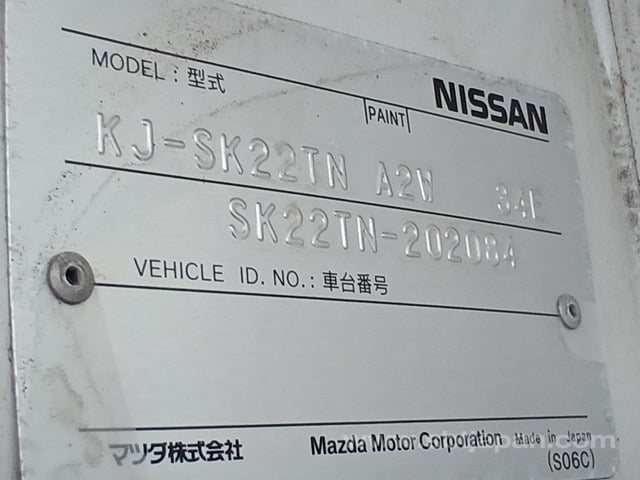 MODEL : 型式
NISSAN
PAINT
KJ-SK22TN A2W 34F
SK22TN-202084
VEHICLE ID. NO. : 車台番号
マツダ株式会社 Mazda Motor Corporation Made in Japan
(S06C)